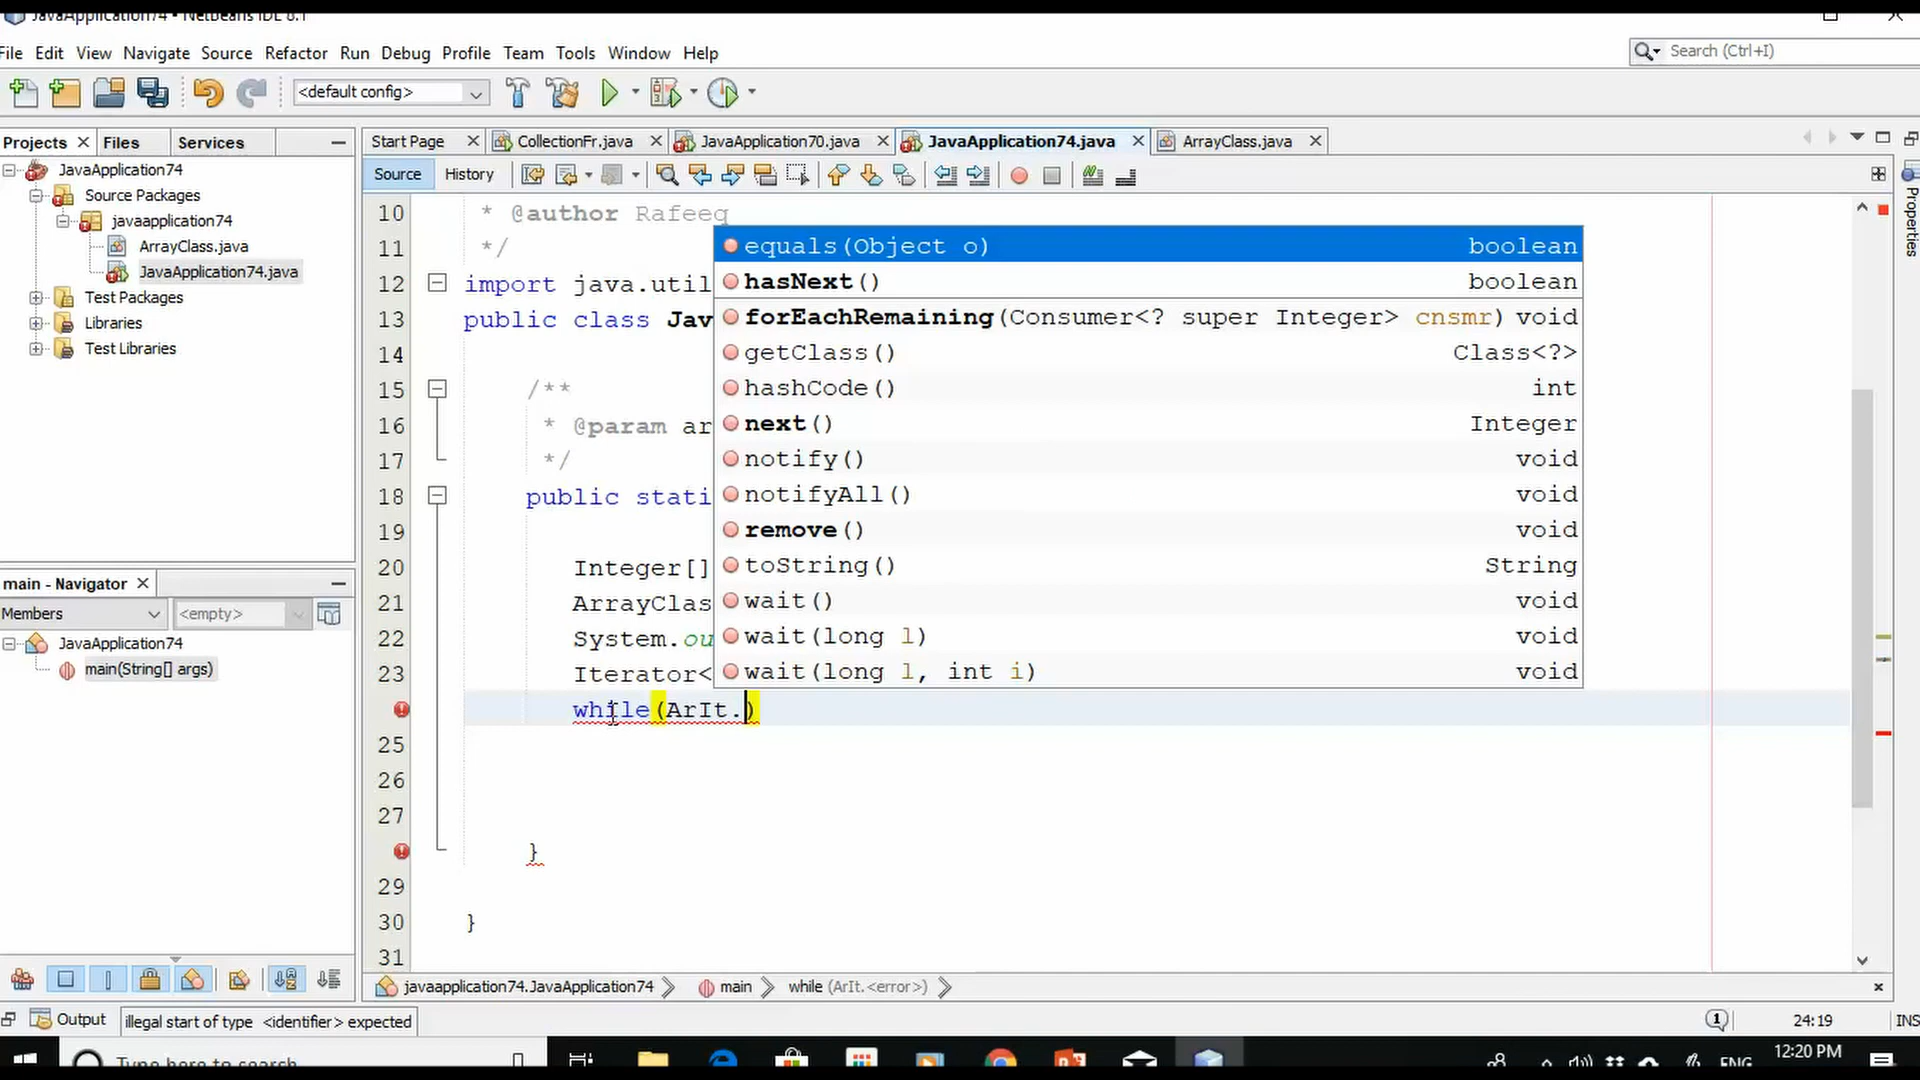 JavaApplication74 - NetBeans IDE 8.1
File Edit View Navigate Source Refactor Run Debug Profile Team Tools Window Help
Search (Ctrl+I)
<default config>
Projects Files Services
Start Page CollectionFr.java JavaApplication70.java JavaApplication74.java ArrayClass.java
Source History
JavaApplication74
Source Packages
javaapplication74
ArrayClass.java
JavaApplication74.java
Test Packages
Libraries
Test Libraries
main - Navigator
Members
<empty>
JavaApplication74
main(String[] args)
10 * @author Rafeeq
11 */
12 import java.util
13 public class Jav
14
15 /**
16 * @param ar
17 */
18 public stati
19
20 Integer[]
21 ArrayClas
22 System.ou
23 Iterator<
while(ArIt.)
25
26
27
}
29
30 }
31
equals(Object o) boolean
hasNext() boolean
forEachRemaining(Consumer<? super Integer> cnsmr) void
getClass() Class<?>
hashCode() int
next() Integer
notify() void
notifyAll() void
remove() void
toString() String
wait() void
wait(long l) void
wait(long l, int i) void
Properties
javaapplication74.JavaApplication74 main while (ArIt.<error>)
Output
illegal start of type <identifier> expected
1
24:19
INS
Type here to search
ENG
12:20 PM